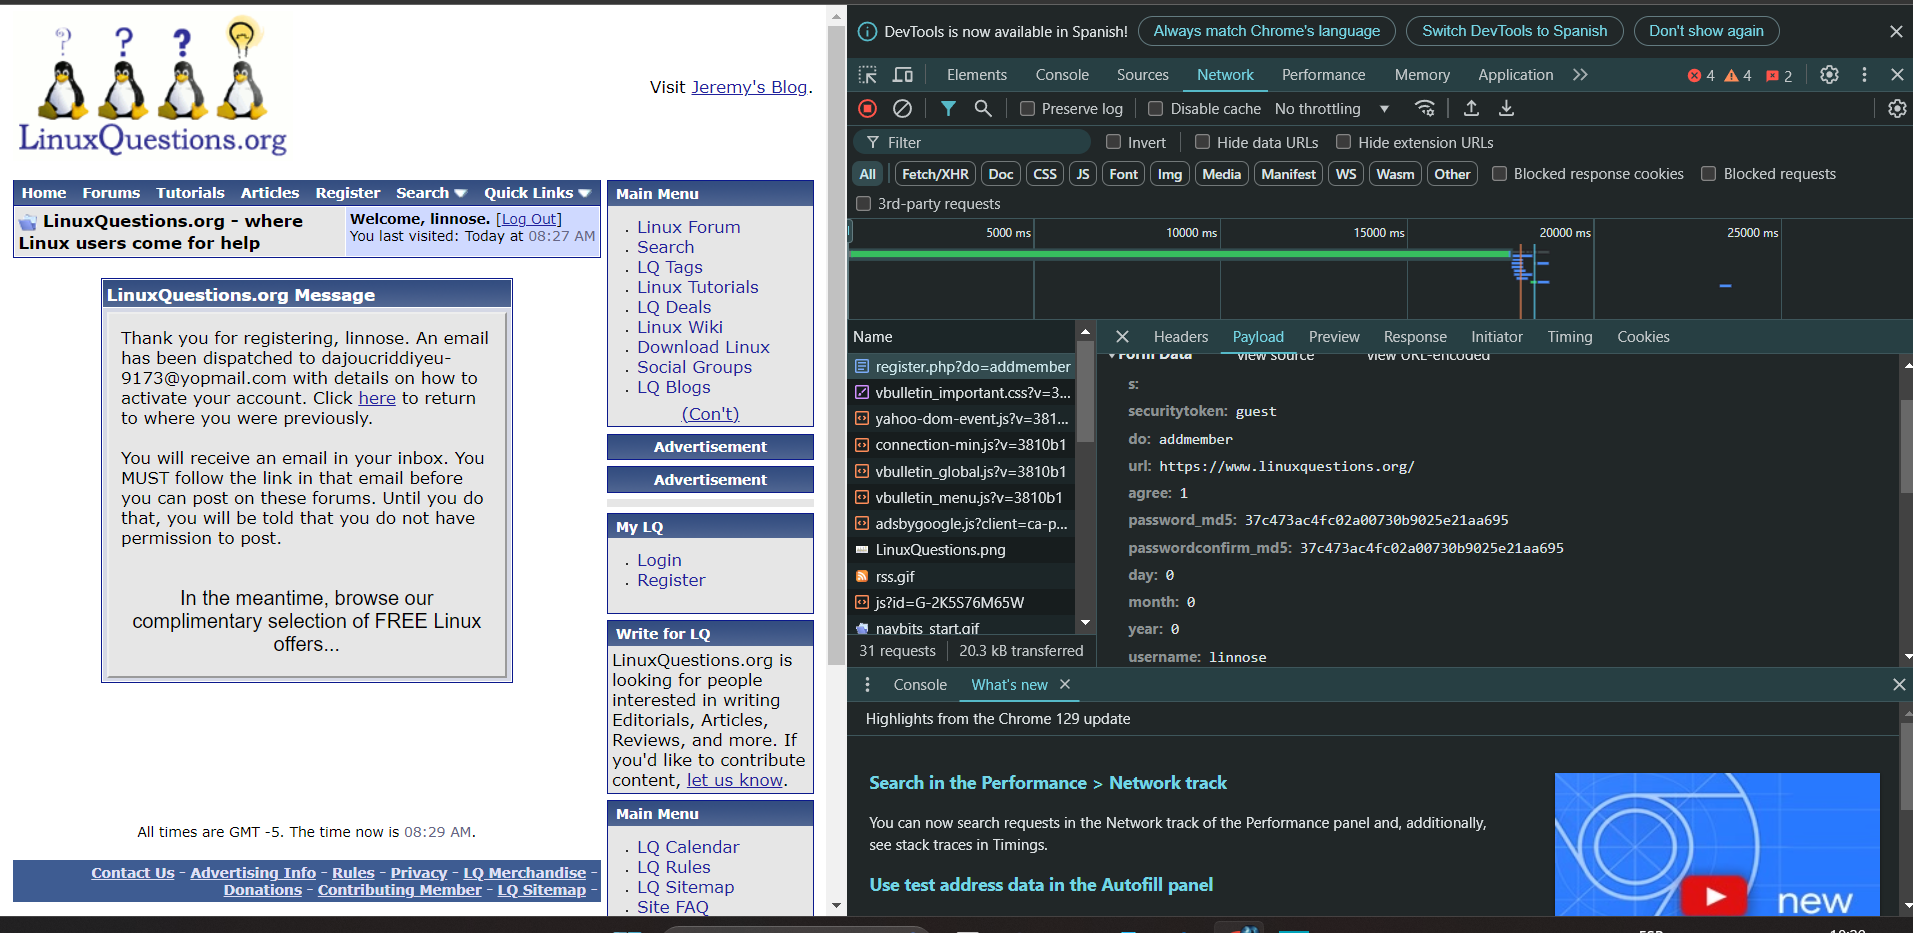 LinuxQuestions.org
Visit Jeremy's Blog.
Home Forums Tutorials Articles Register Search Quick Links
LinuxQuestions.org - where
Linux users come for help
Welcome, linnose. [Log Out]
You last visited: Today at 08:27 AM
LinuxQuestions.org Message
Thank you for registering, linnose. An email
has been dispatched to dajoucriddiyeu-
9173@yopmail.com with details on how to
activate your account. Click here to return
to where you were previously.
You will receive an email in your inbox. You
MUST follow the link in that email before
you can post on these forums. Until you do
that, you will be told that you do not have
permission to post.
In the meantime, browse our
complimentary selection of FREE Linux
offers...
All times are GMT -5. The time now is 08:29 AM.
Contact Us - Advertising Info - Rules - Privacy - LQ Merchandise -
Donations - Contributing Member - LQ Sitemap -
Main Menu
Linux Forum
Search
LQ Tags
Linux Tutorials
LQ Deals
Linux Wiki
Download Linux
Social Groups
LQ Blogs
(Con't)
Advertisement
Advertisement
My LQ
Login
Register
Write for LQ
LinuxQuestions.org is
looking for people
interested in writing
Editorials, Articles,
Reviews, and more. If
you'd like to contribute
content, let us know.
Main Menu
LQ Calendar
LQ Rules
LQ Sitemap
Site FAQ
DevTools is now available in Spanish! Always match Chrome's language Switch DevTools to Spanish Don't show again
Elements Console Sources Network Performance Memory Application 4 4 2
Preserve log Disable cache No throttling
Filter Invert Hide data URLs Hide extension URLs
All Fetch/XHR Doc CSS JS Font Img Media Manifest WS Wasm Other Blocked response cookies Blocked requests
3rd-party requests
5000 ms 10000 ms 15000 ms 20000 ms 25000 ms
Name
register.php?do=addmember
vbulletin_important.css?v=3...
yahoo-dom-event.js?v=381...
connection-min.js?v=3810b1
vbulletin_global.js?v=3810b1
vbulletin_menu.js?v=3810b1
adsbygoogle.js?client=ca-p...
LinuxQuestions.png
rss.gif
js?id=G-2K5S76M65W
navbits_start.gif
31 requests 20.3 kB transferred
Headers Payload Preview Response Initiator Timing Cookies
Form Data view source view URL-encoded
s:
securitytoken: guest
do: addmember
url: https://www.linuxquestions.org/
agree: 1
password_md5: 37c473ac4fc02a00730b9025e21aa695
passwordconfirm_md5: 37c473ac4fc02a00730b9025e21aa695
day: 0
month: 0
year: 0
username: linnose
Console What's new
Highlights from the Chrome 129 update
Search in the Performance > Network track
You can now search requests in the Network track of the Performance panel and, additionally,
see stack traces in Timings.
Use test address data in the Autofill panel
new